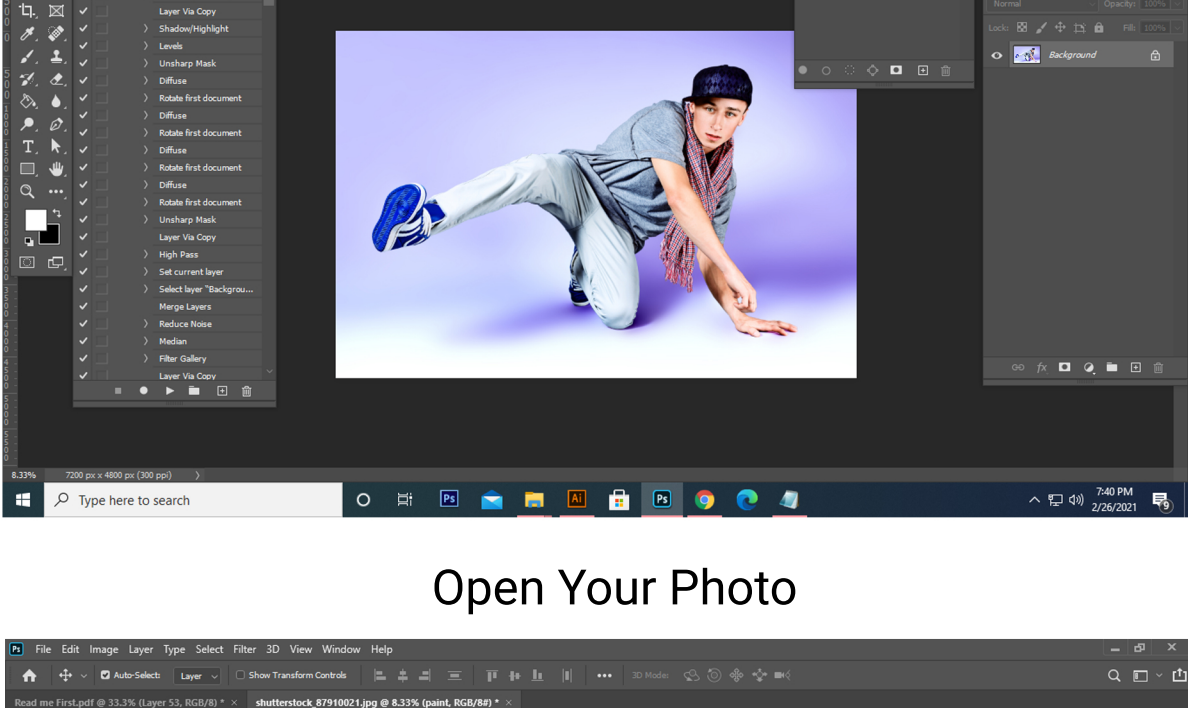 Layer Via Copy
Shadow/Highlight
Levels
Unsharp Mask
Diffuse
Rotate first document
Diffuse
Rotate first document
Diffuse
Rotate first document
Diffuse
Rotate first document
Unsharp Mask
Layer Via Copy
High Pass
Set current layer
Select layer "Backgrou...
Merge Layers
Reduce Noise
Median
Filter Gallery
Layer Via Copy
Normal
Opacity: 100%
Lock:
Fill: 100%
Background
8.33%
7200 px x 4800 px (300 ppi)
Type here to search
Ps
Ai
Ps
7:40 PM
2/26/2021
9
Open Your Photo
Ps File Edit Image Layer Type Select Filter 3D View Window Help
Auto-Select: Layer Show Transform Controls 3D Mode:
Read me First.pdf @ 33.3% (Layer 53, RGB/8) * × shutterstock_87910021.jpg @ 8.33% (paint, RGB/8#) * ×